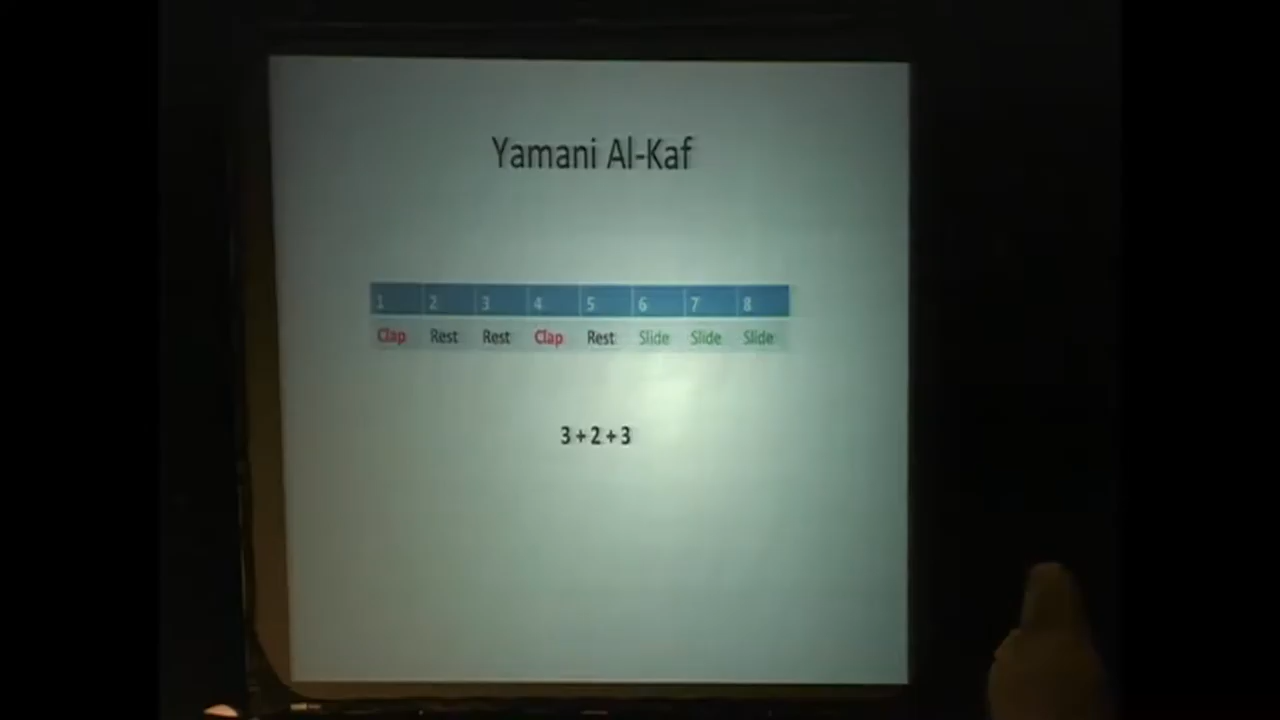 Yamani Al-Kaf
1 2 3 4 5 6 7 8
Clap Rest Rest Clap Rest Slide Slide Slide
3 + 2 + 3